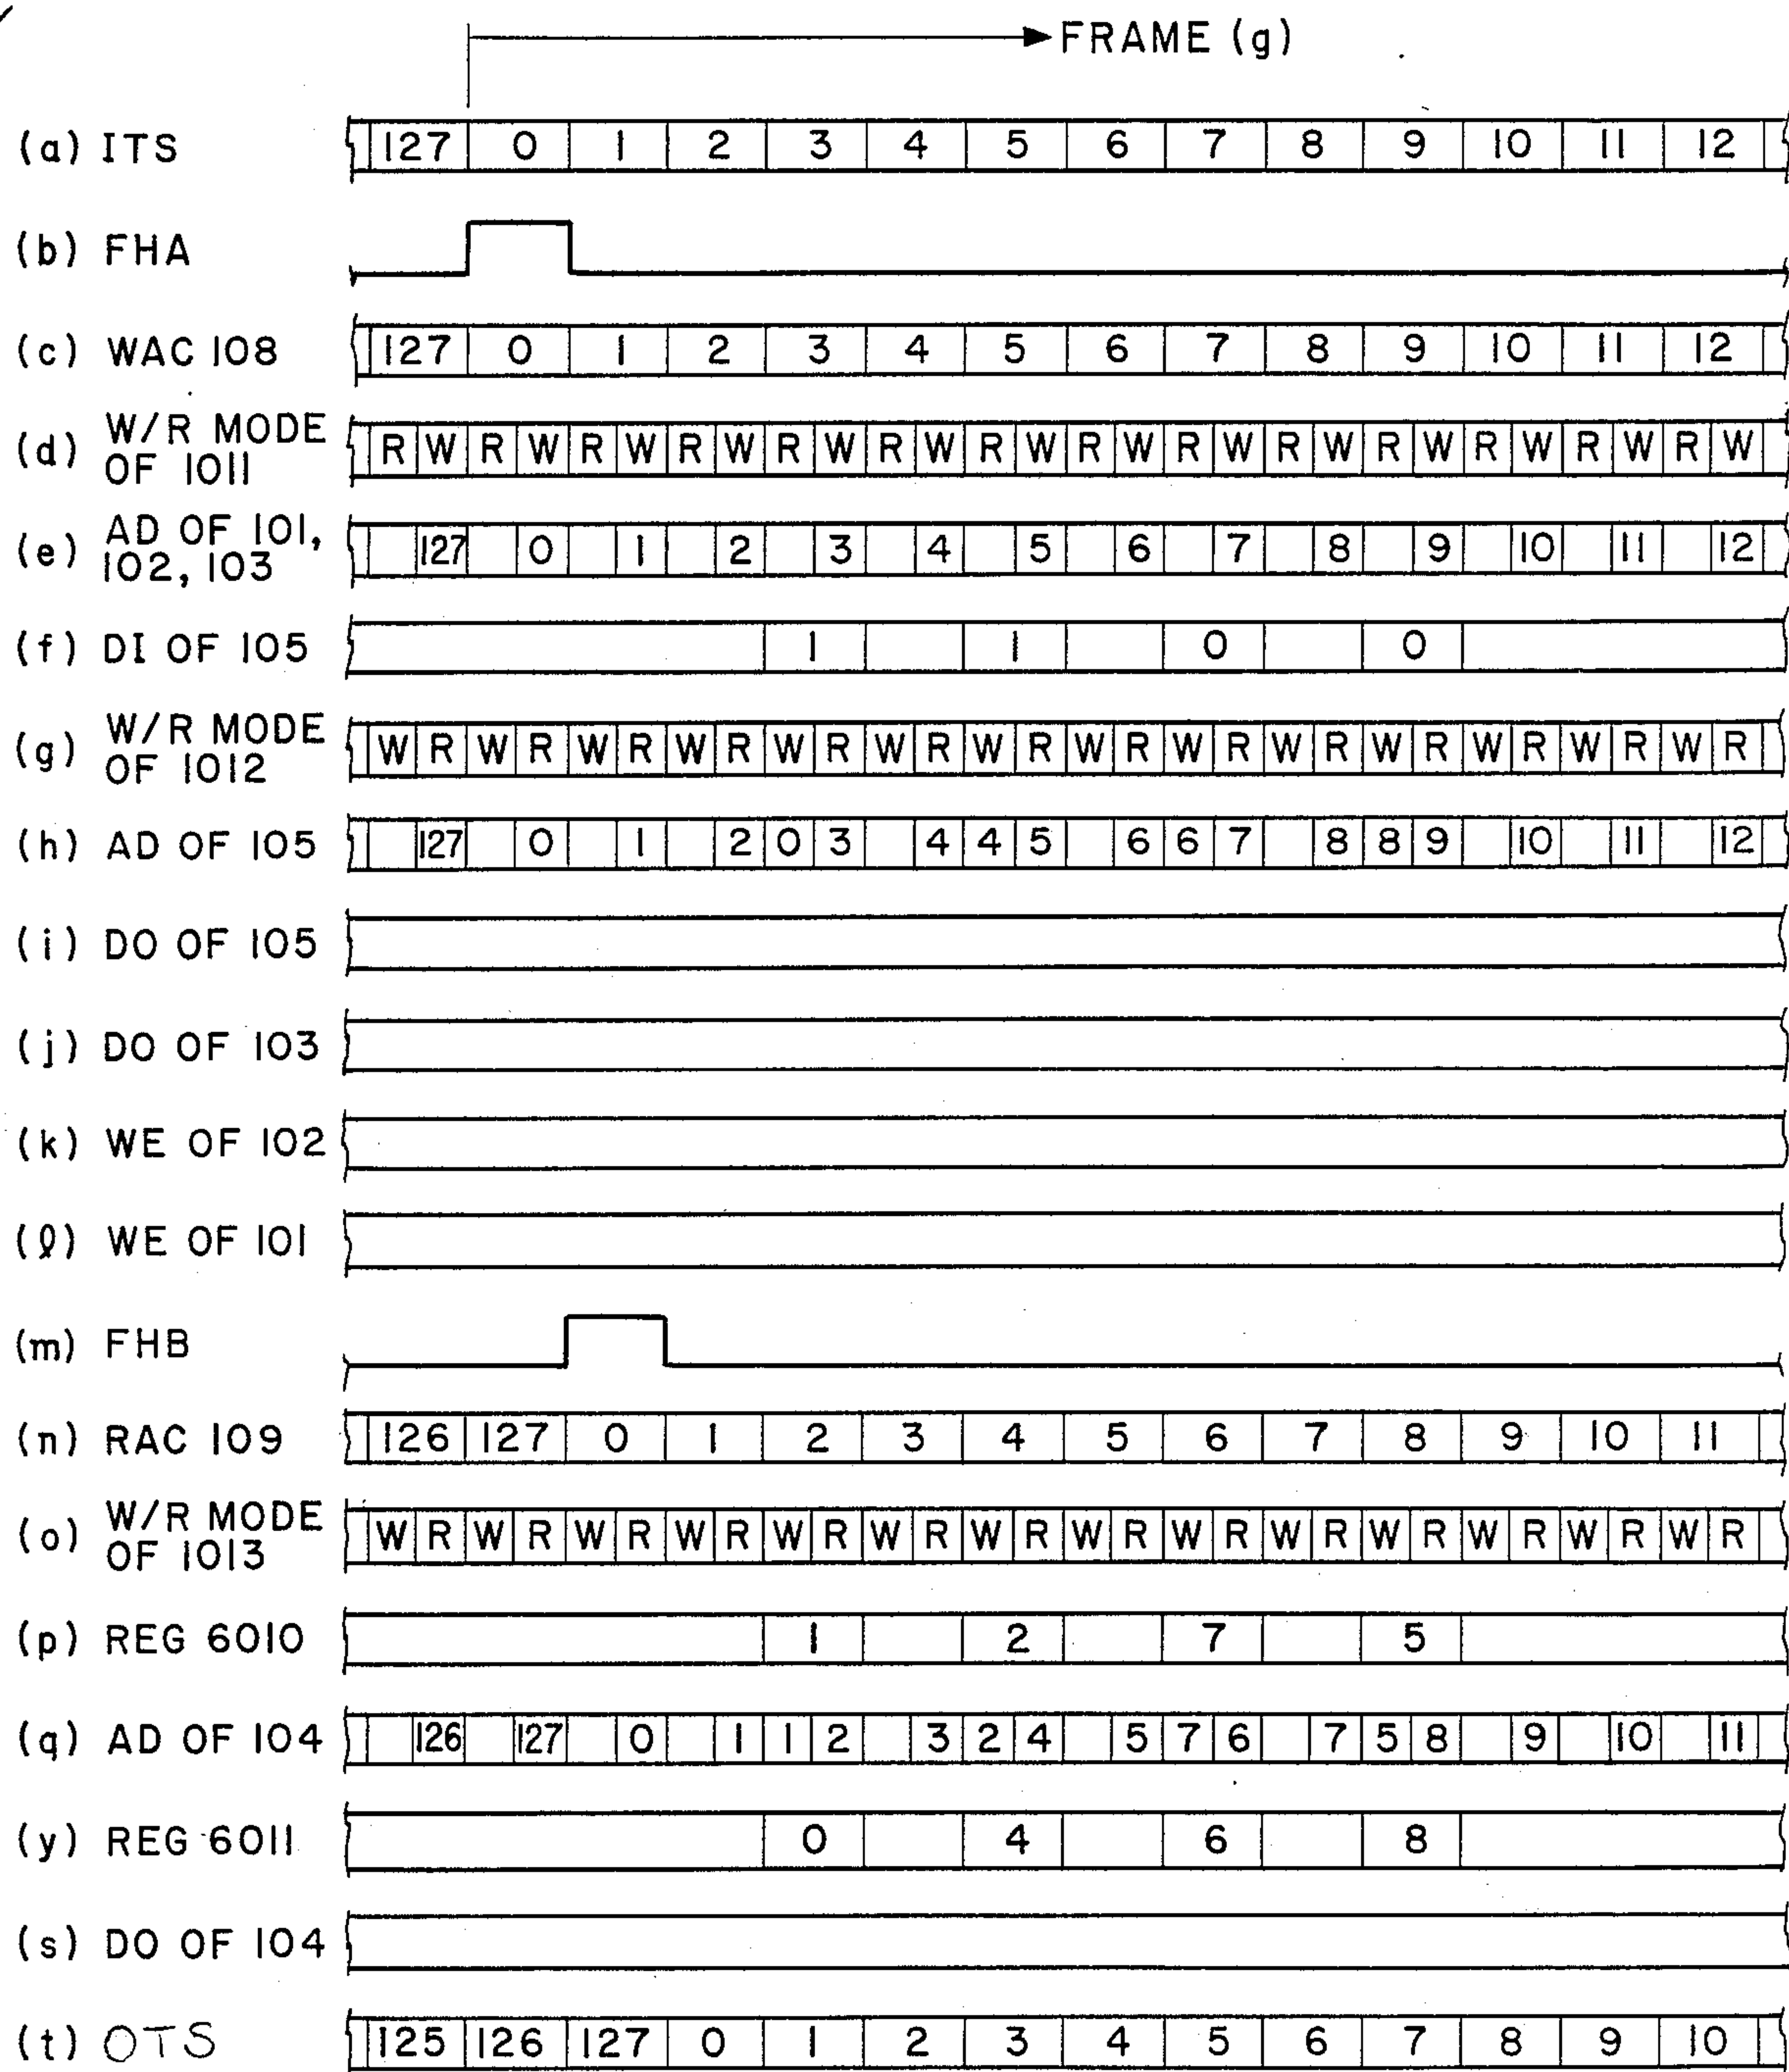 FRAME (g)
(a) ITS 127 0 1 2 3 4 5 6 7 8 9 10 11 12
(b) FHA
(c) WAC 108 127 0 1 2 3 4 5 6 7 8 9 10 11 12
(d) W/R MODE OF 1011 R W R W R W R W R W R W R W R W R W R W R W R W R W R W
(e) AD OF 101, 102, 103 127 0 1 2 3 4 5 6 7 8 9 10 11 12
(f) DI OF 105 1 1 0 0
(g) W/R MODE OF 1012 W R W R W R W R W R W R W R W R W R W R W R W R W R W R
(h) AD OF 105 127 0 1 2 0 3 4 4 5 6 6 7 8 8 9 10 11 12
(i) DO OF 105
(j) DO OF 103
(k) WE OF 102
(ℓ) WE OF 101
(m) FHB
(n) RAC 109 126 127 0 1 2 3 4 5 6 7 8 9 10 11
(o) W/R MODE OF 1013 W R W R W R W R W R W R W R W R W R W R W R W R W R W R
(p) REG 6010 1 2 7 5
(q) AD OF 104 126 127 0 1 1 2 3 2 4 5 7 6 7 5 8 9 10 11
(y) REG 6011 0 4 6 8
(s) DO OF 104
(t) OTS 125 126 127 0 1 2 3 4 5 6 7 8 9 10